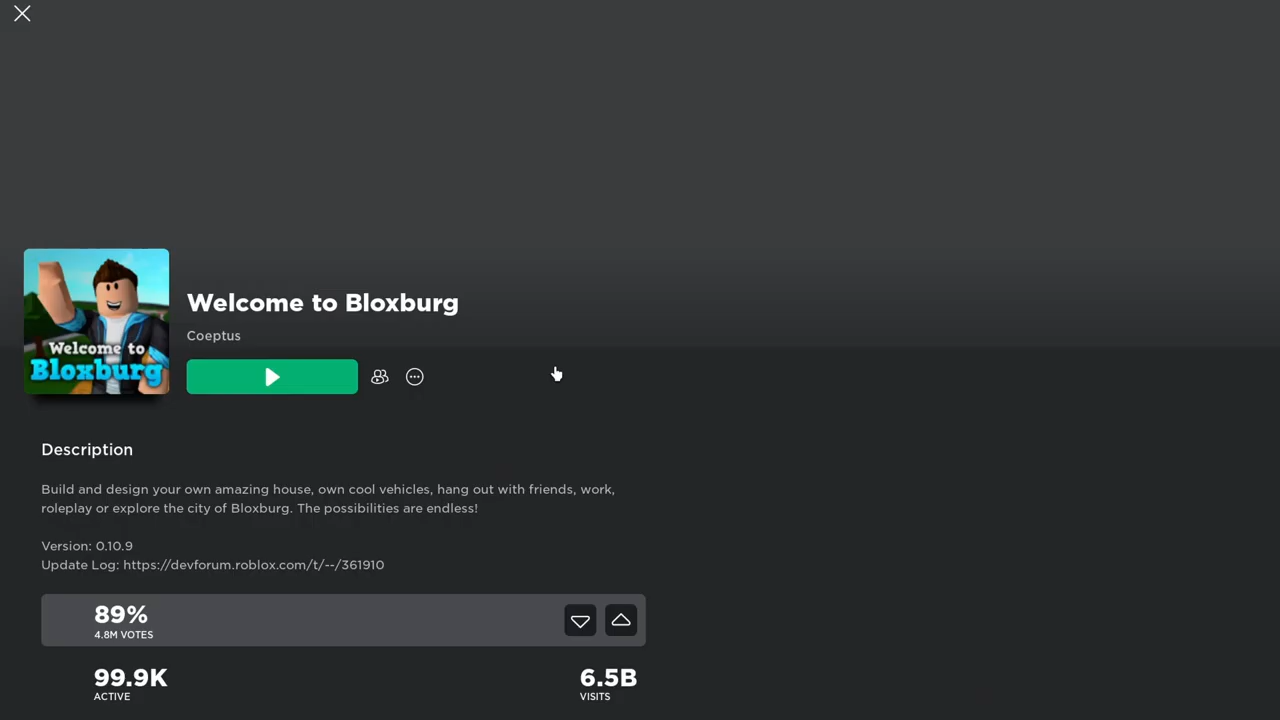 Welcome to
Bloxburg
Welcome to Bloxburg
Coeptus
Description
Build and design your own amazing house, own cool vehicles, hang out with friends, work,
roleplay or explore the city of Bloxburg. The possibilities are endless!
Version: 0.10.9
Update Log: https://devforum.roblox.com/t/--/361910
89%
4.8M VOTES
99.9K
ACTIVE
6.5B
VISITS